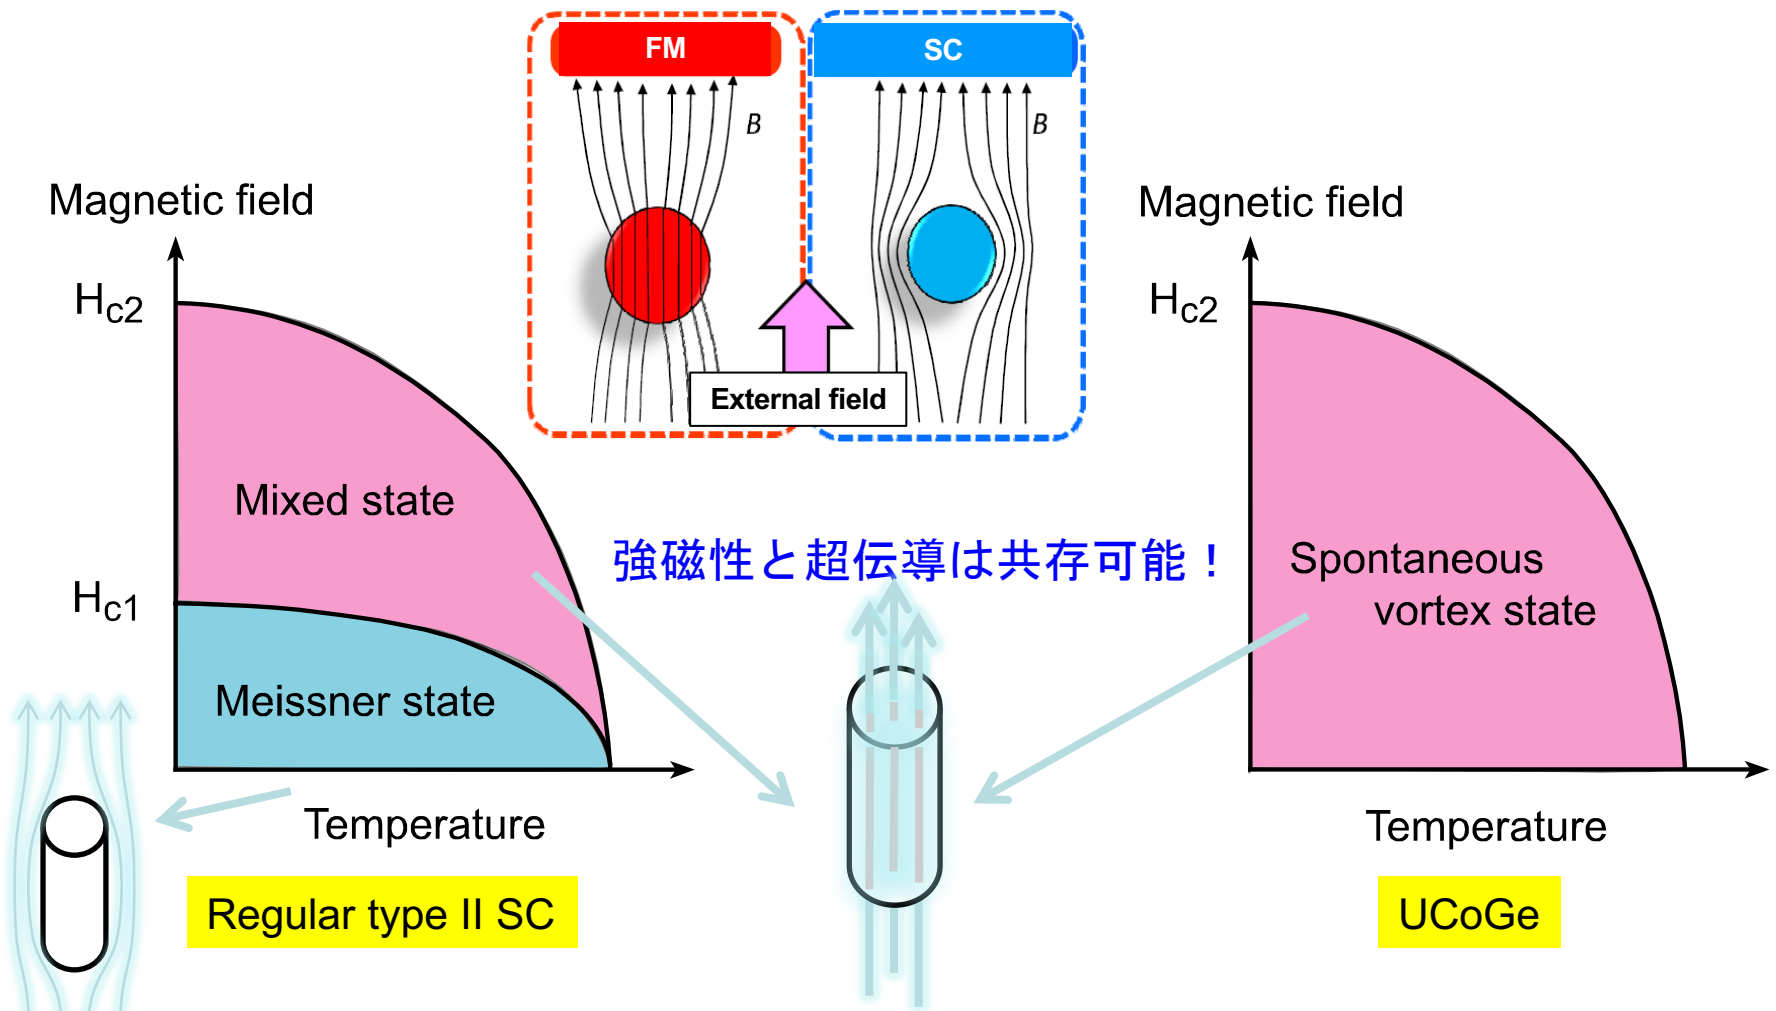 FM
SC
B
B
External field
Magnetic field
Hc2
Mixed state
Hc1
Meissner state
Temperature
Regular type II SC
強磁性と超伝導は共存可能！
Magnetic field
Hc2
Spontaneous
vortex state
Temperature
UCoGe